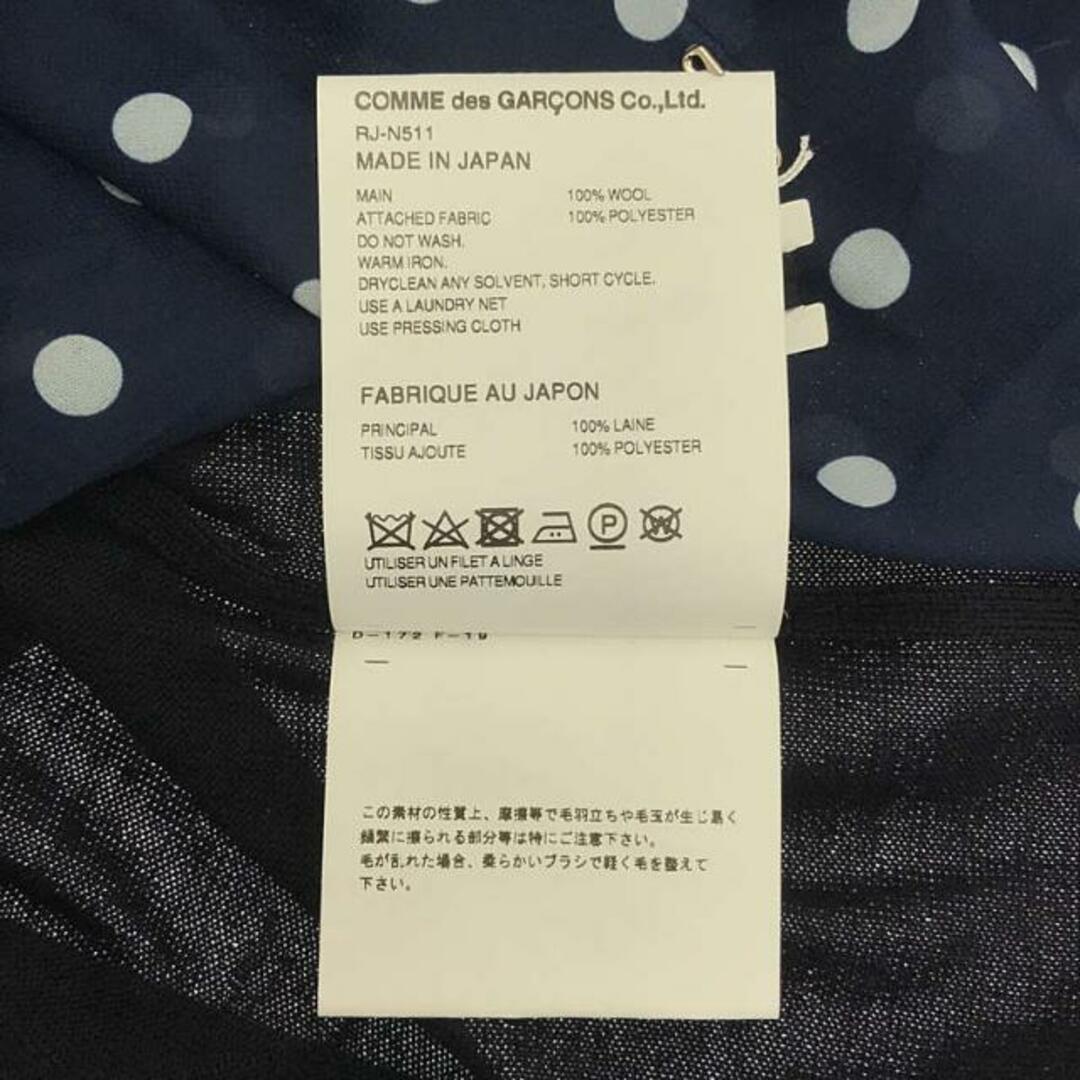 COMME des GARÇONS Co.,Ltd.
RJ-N511
MADE IN JAPAN
MAIN 100% WOOL
ATTACHED FABRIC 100% POLYESTER
DO NOT WASH.
WARM IRON.
DRYCLEAN ANY SOLVENT, SHORT CYCLE.
USE A LAUNDRY NET
USE PRESSING CLOTH
FABRIQUE AU JAPON
PRINCIPAL 100% LAINE
TISSU AJOUTE 100% POLYESTER
P
W
UTILISER UN FILET A LINGE
UTILISER UNE PATTEMOUILLE
D-172 F-19
この素材の性質上、摩擦等で毛羽立ちや毛玉が生じ易く
頻繁に擦られる部分等は特にご注意下さい。
毛が乱れた場合、柔らかいブラシで軽く毛を整えて
下さい。